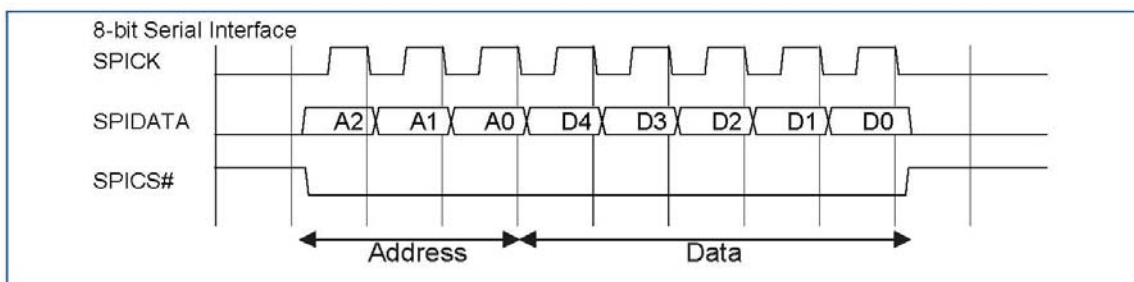 8-bit Serial Interface
SPICK
SPIDATA A2 A1 A0 D4 D3 D2 D1 D0
SPICS#
Address Data